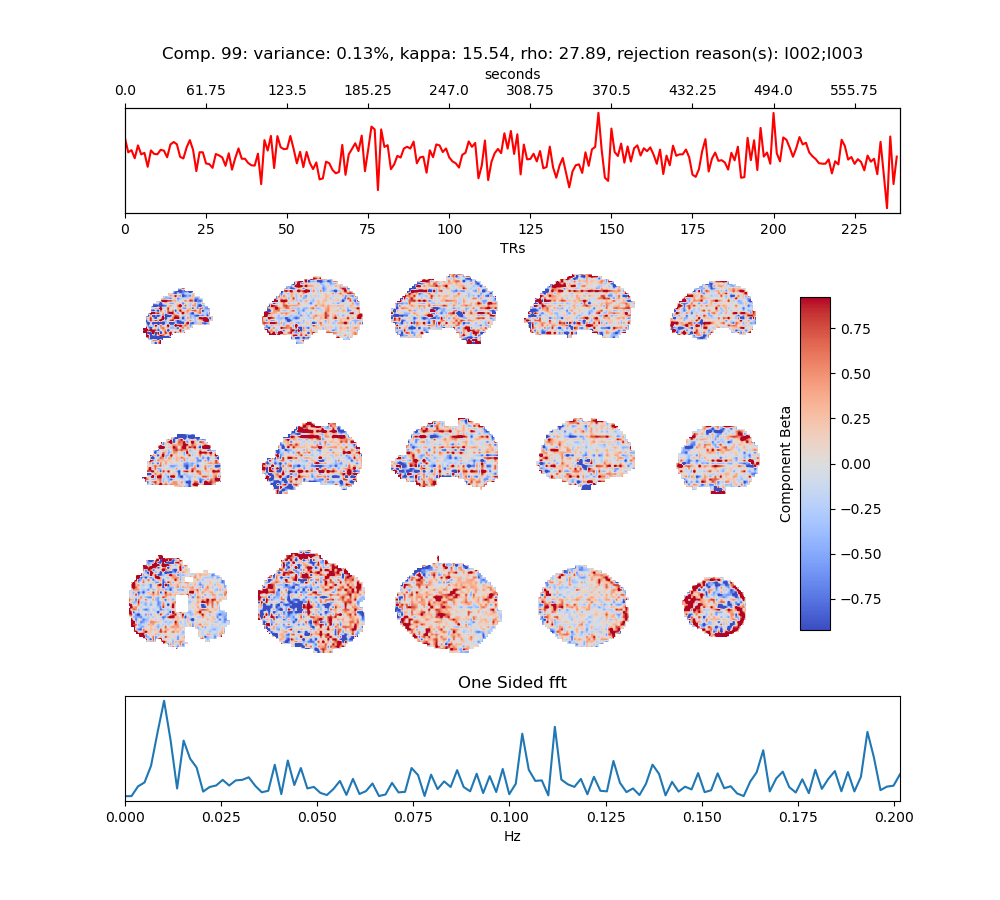 Comp. 99: variance: 0.13%, kappa: 15.54, rho: 27.89, rejection reason(s): I002;I003
seconds
0.0 61.75 123.5 185.25 247.0 308.75 370.5 432.25 494.0 555.75
0 25 50 75 100 125 150 175 200 225
TRs
Component Beta
0.75
0.50
0.25
0.00
−0.25
−0.50
−0.75
One Sided fft
0.000 0.025 0.050 0.075 0.100 0.125 0.150 0.175 0.200
Hz